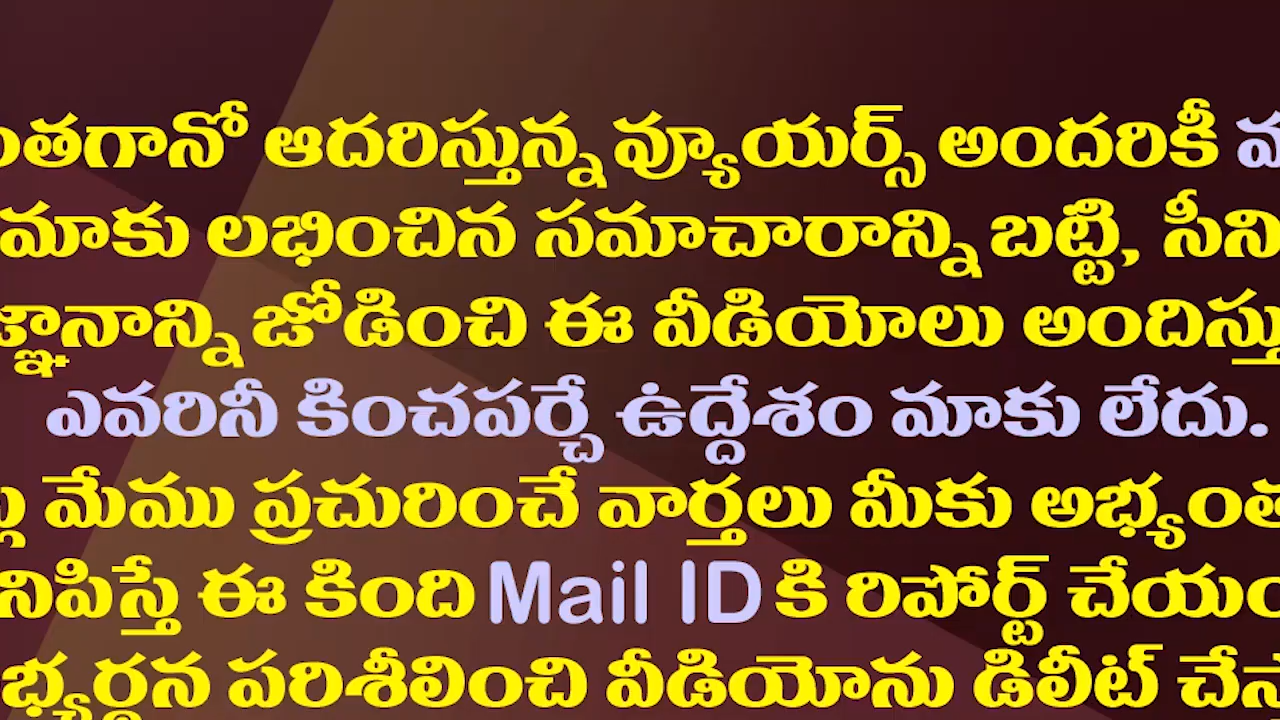 ంతగానో ఆదరిస్తున్న వ్యూయర్స్ అందరికీ
మాకు లభించిన సమాచారాన్ని బట్టి, సీని
జ్ఞానాన్ని జోడించి ఈ వీడియోలు అందిస్తు
ఎవరినీ కించపర్చే ఉద్దేశం మాకు లేదు.
మేము ప్రచురించే వార్తలు మీకు అభ్యంత
నిపిస్తే ఈ కింది Mail ID కి రిపోర్ట్ చేయం
భ్యర్థన పరిశీలించి వీడియోను డిలీట్ చేస